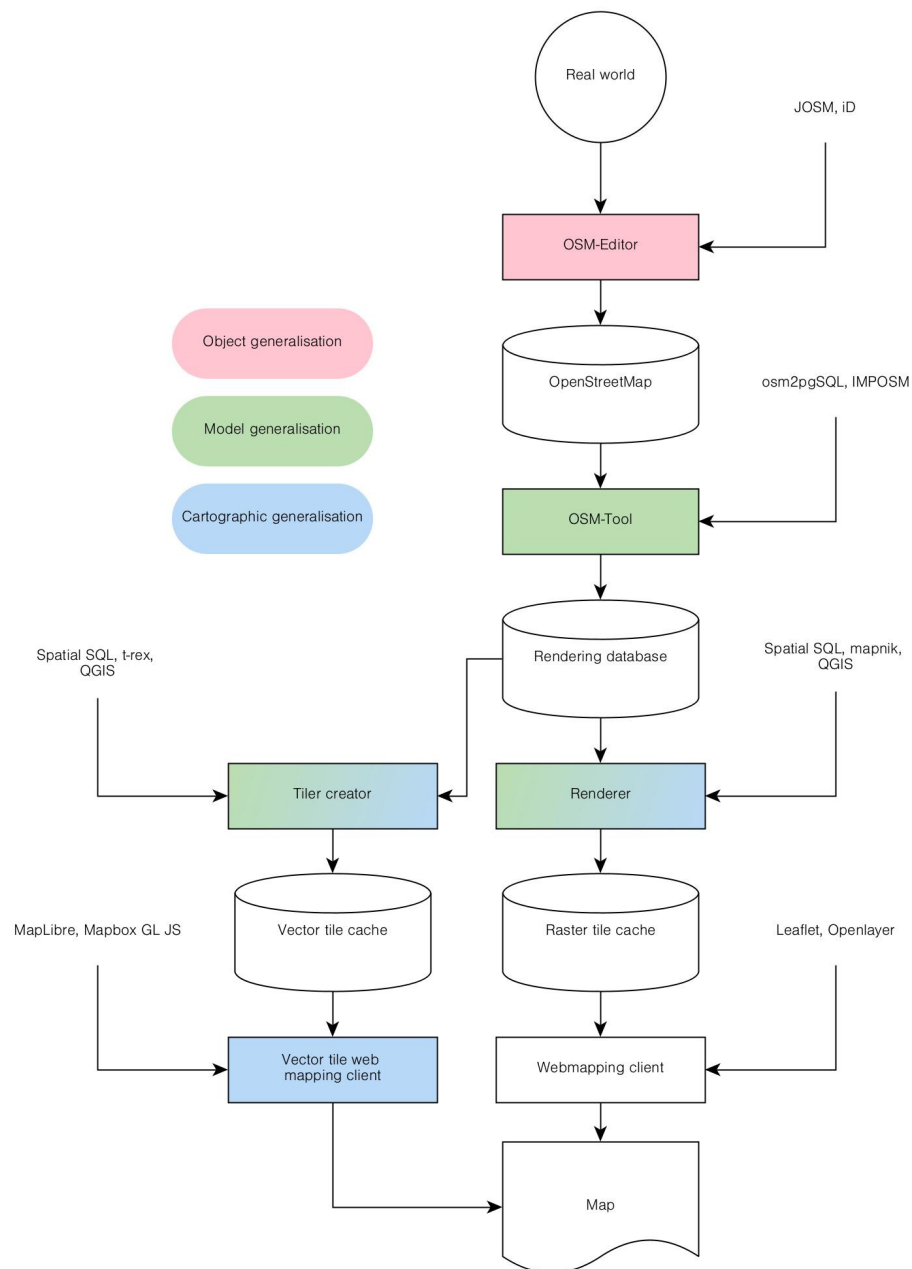 Real world
JOSM, iD
OSM-Editor
Object generalisation
OpenStreetMap
osm2pgSQL, IMPOSM
Model generalisation
Cartographic generalisation
OSM-Tool
Spatial SQL, t-rex,
QGIS
Rendering database
Spatial SQL, mapnik,
QGIS
Tiler creator
Renderer
MapLibre, Mapbox GL JS
Vector tile cache
Raster tile cache
Leaflet, Openlayer
Vector tile web
mapping client
Webmapping client
Map